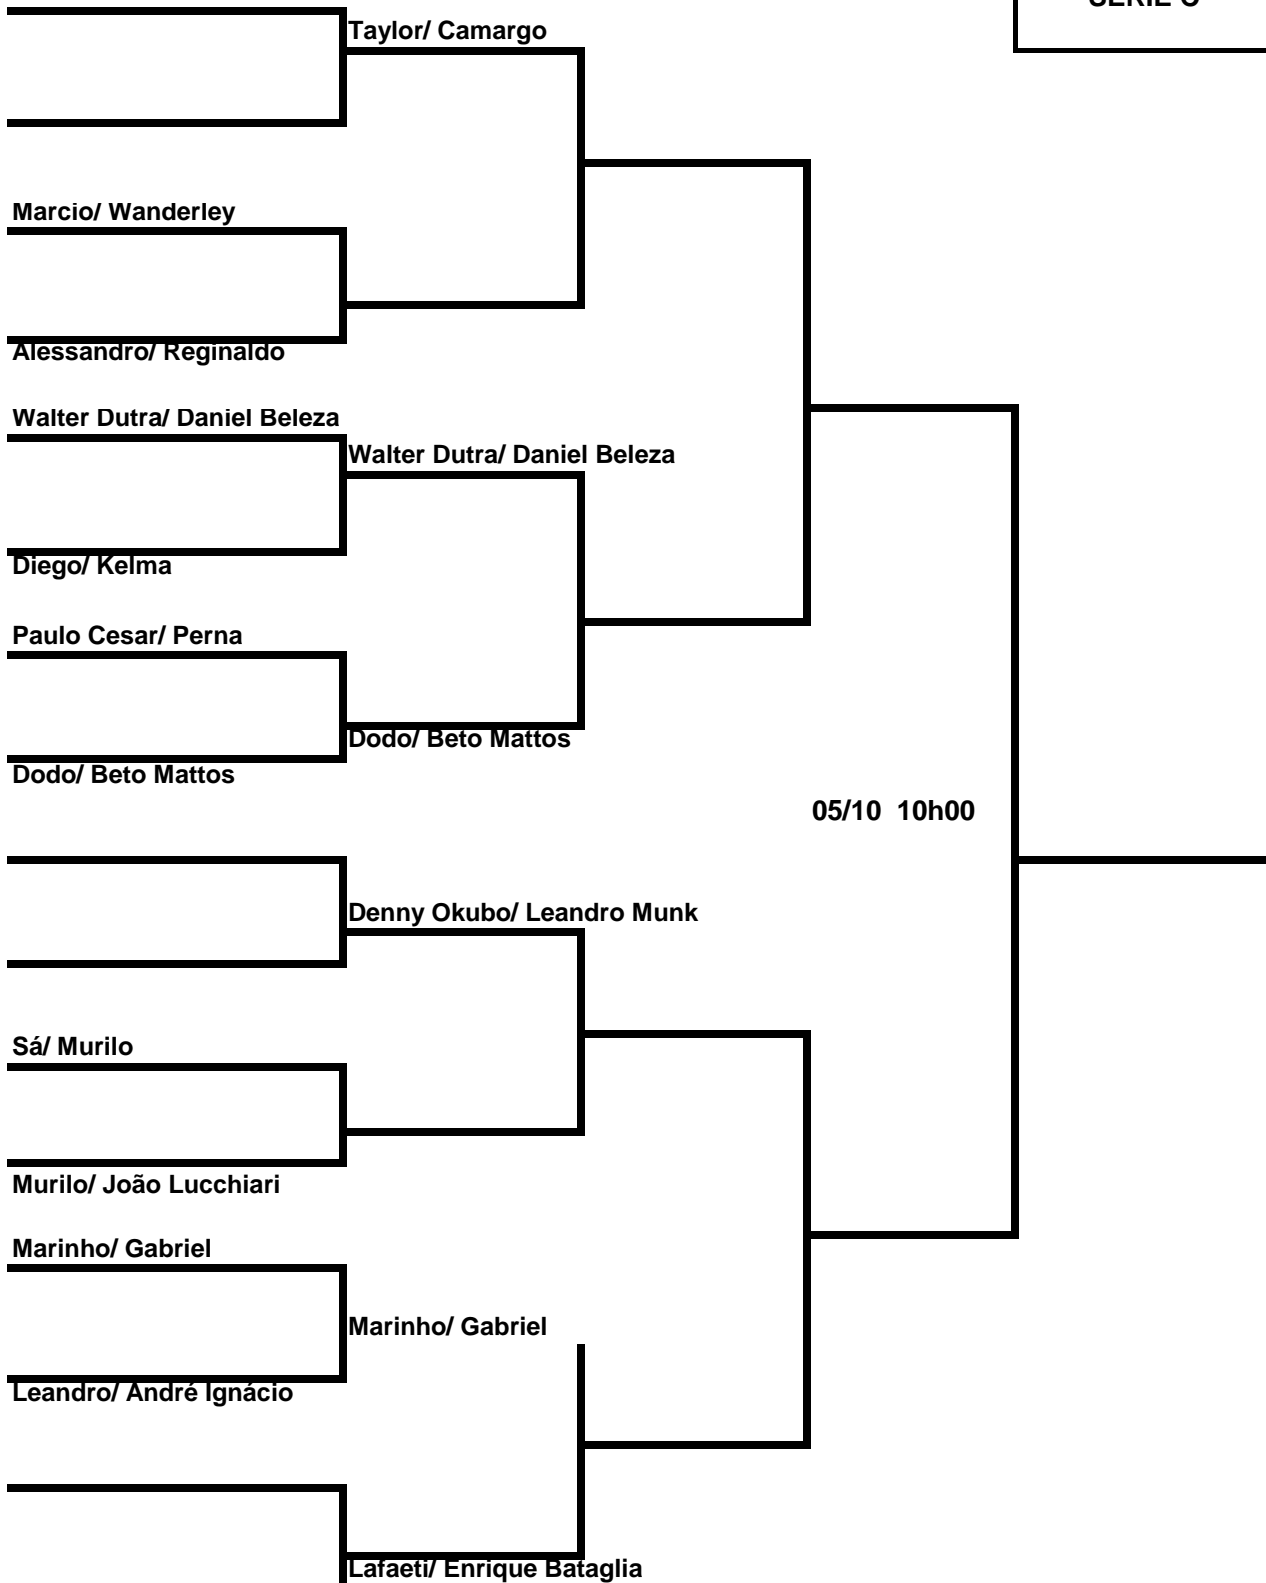 SÉRIE C
Taylor/ Camargo
Marcio/ Wanderley
Alessandro/ Reginaldo
Walter Dutra/ Daniel Beleza
Walter Dutra/ Daniel Beleza
Diego/ Kelma
Paulo Cesar/ Perna
Dodo/ Beto Mattos
Dodo/ Beto Mattos
05/10 10h00
Denny Okubo/ Leandro Munk
Sá/ Murilo
Murilo/ João Lucchiari
Marinho/ Gabriel
Marinho/ Gabriel
Leandro/ André Ignácio
Lafaeti/ Enrique Bataglia